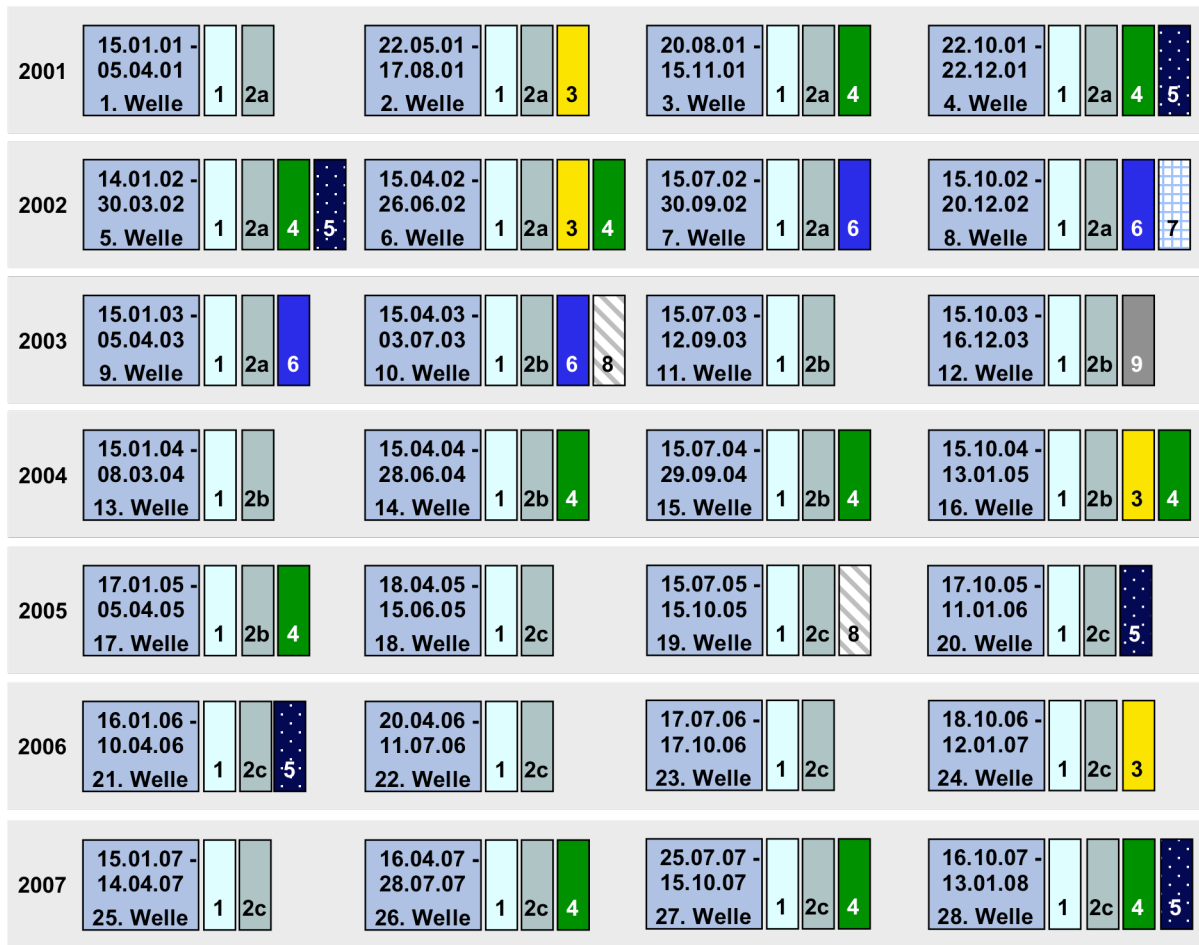 2001
15.01.01 -
05.04.01
1. Welle 1 2a
22.05.01 -
17.08.01
2. Welle 1 2a 3
20.08.01 -
15.11.01
3. Welle 1 2a 4
22.10.01 -
22.12.01
4. Welle 1 2a 4 5
2002
14.01.02 -
30.03.02
5. Welle 1 2a 4 5
15.04.02 -
26.06.02
6. Welle 1 2a 3 4
15.07.02 -
30.09.02
7. Welle 1 2a 6
15.10.02 -
20.12.02
8. Welle 1 2a 6 7
2003
15.01.03 -
05.04.03
9. Welle 1 2a 6
15.04.03 -
03.07.03
10. Welle 1 2b 6 8
15.07.03 -
12.09.03
11. Welle 1 2b
15.10.03 -
16.12.03
12. Welle 1 2b 9
2004
15.01.04 -
08.03.04
13. Welle 1 2b
15.04.04 -
28.06.04
14. Welle 1 2b 4
15.07.04 -
29.09.04
15. Welle 1 2b 4
15.10.04 -
13.01.05
16. Welle 1 2b 3 4
2005
17.01.05 -
05.04.05
17. Welle 1 2b 4
18.04.05 -
15.06.05
18. Welle 1 2c
15.07.05 -
15.10.05
19. Welle 1 2c 8
17.10.05 -
11.01.06
20. Welle 1 2c 5
2006
16.01.06 -
10.04.06
21. Welle 1 2c 5
20.04.06 -
11.07.06
22. Welle 1 2c
17.07.06 -
17.10.06
23. Welle 1 2c
18.10.06 -
12.01.07
24. Welle 1 2c 3
2007
15.01.07 -
14.04.07
25. Welle 1 2c
16.04.07 -
28.07.07
26. Welle 1 2c 4
25.07.07 -
15.10.07
27. Welle 1 2c 4
16.10.07 -
13.01.08
28. Welle 1 2c 4 5